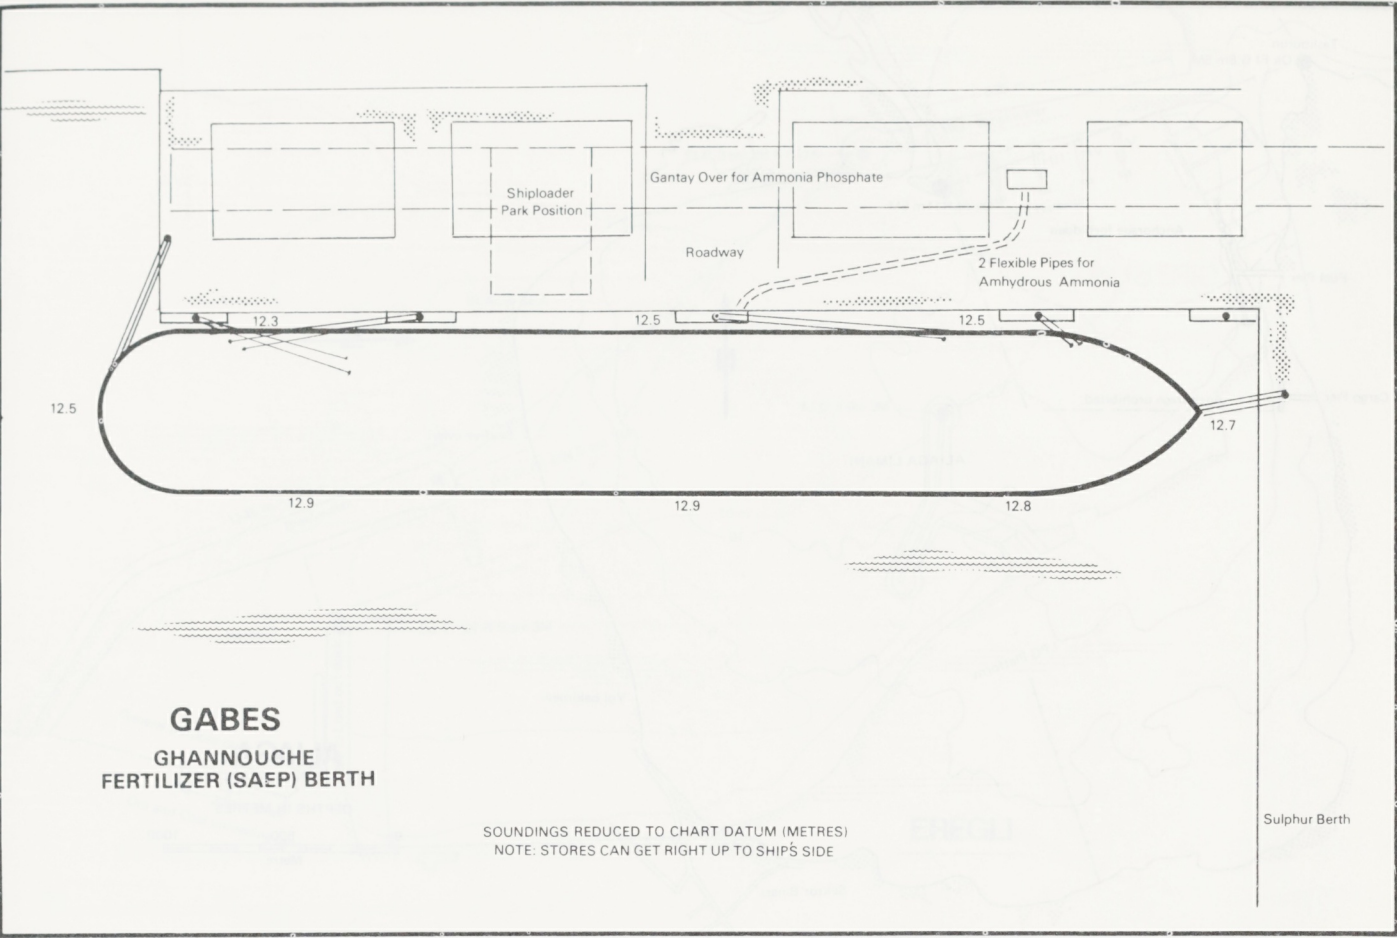 Shiploader
Park Position
Gantay Over for Ammonia Phosphate
Roadway
2 Flexible Pipes for
Amhydrous Ammonia
12.3
12.5
12.5
12.5
12.7
12.9
12.9
12.8
GABES
GHANNOUCHE
FERTILIZER (SAEP) BERTH
SOUNDINGS REDUCED TO CHART DATUM (METRES)
NOTE: STORES CAN GET RIGHT UP TO SHIP'S SIDE
Sulphur Berth
EREGLI